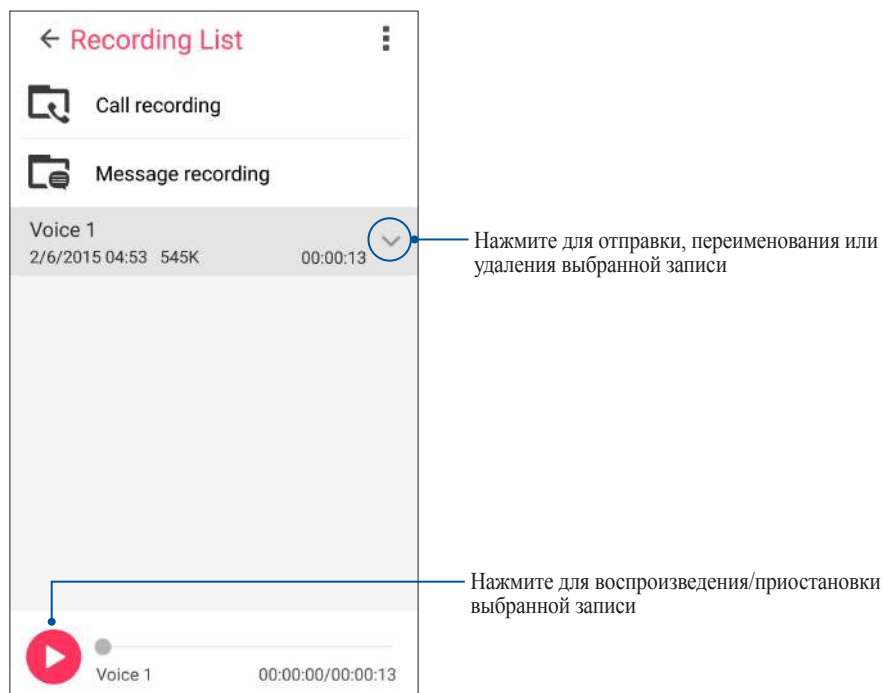 Recording List
Call recording
Message recording
Voice 1
2/6/2015 04:53 545K 00:00:13
Нажмите для отправки, переименования или
удаления выбранной записи
Нажмите для воспроизведения/приостановки
выбранной записи
Voice 1 00:00:00/00:00:13